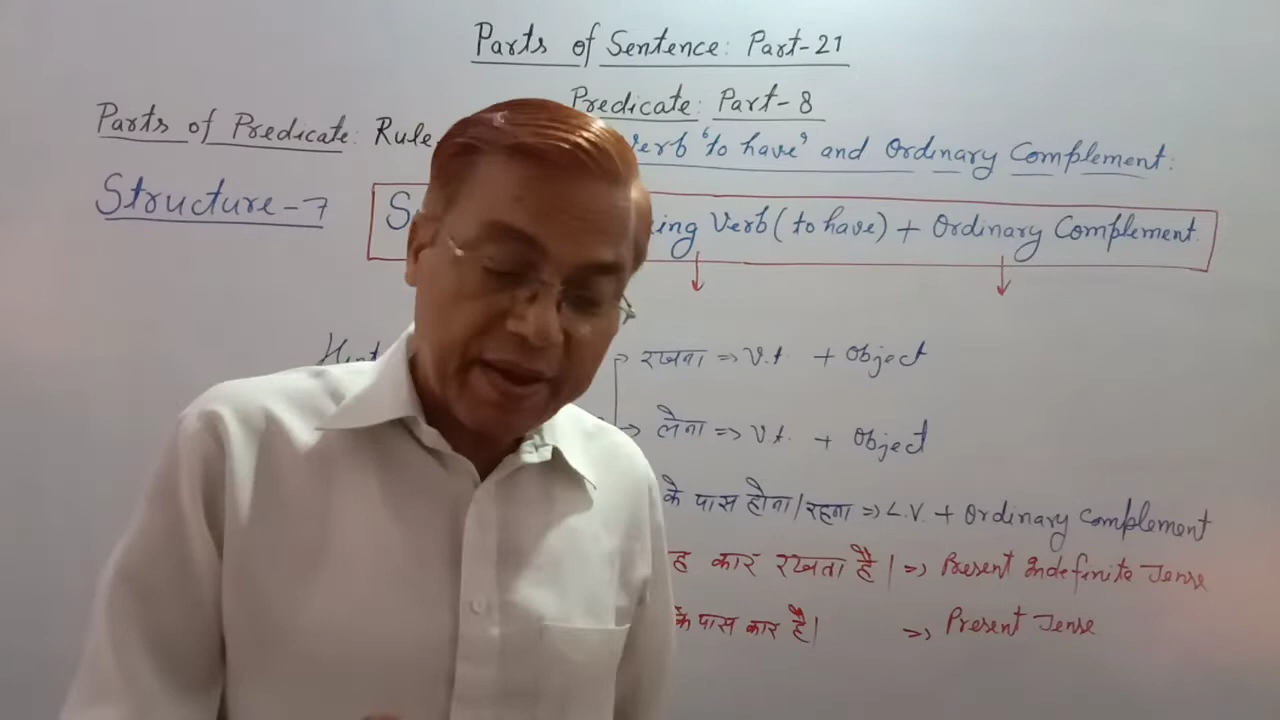 Parts of Sentence: Part-21
Predicate: Part-8
Parts of Predicate: Rule verb 'to have' and Ordinary Complement:
Structure-7 S ing Verb (to have) + Ordinary Complement.
Hint रखना => V.t. + Object
लेना => V.t. + Object
के पास होना/रहना => L.V. + Ordinary Complement
ह कार रखता है। => Present Indefinite Tense
के पास कार है। => Present Tense